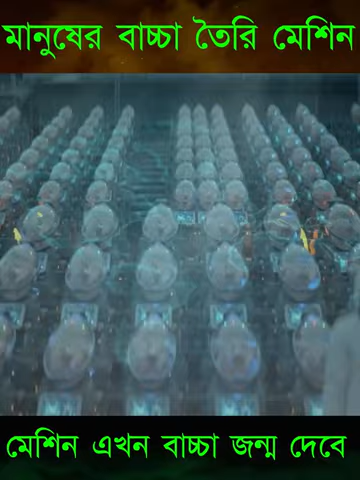 মানুষের বাচ্চা তৈরি মেশিন
মেশিন এখন বাচ্চা জন্ম দেবে